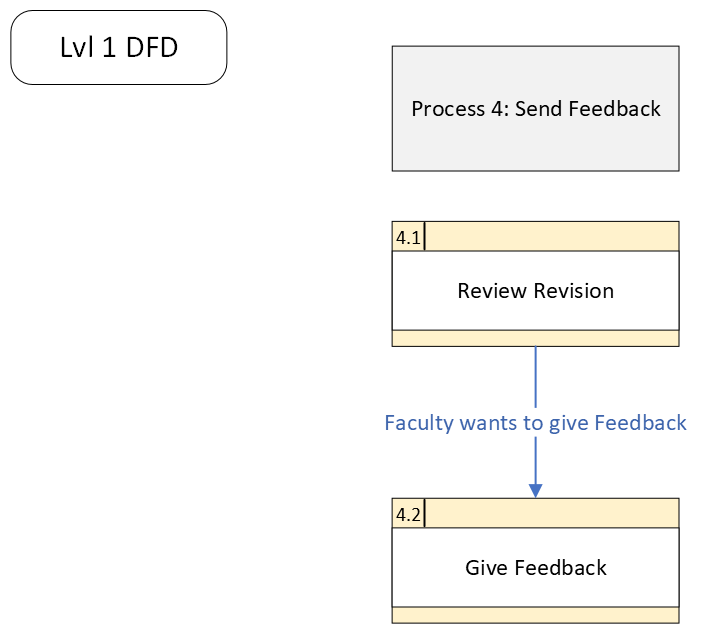 Lvl 1 DFD
Process 4: Send Feedback
4.1
Review Revision
Faculty wants to give Feedback
4.2
Give Feedback